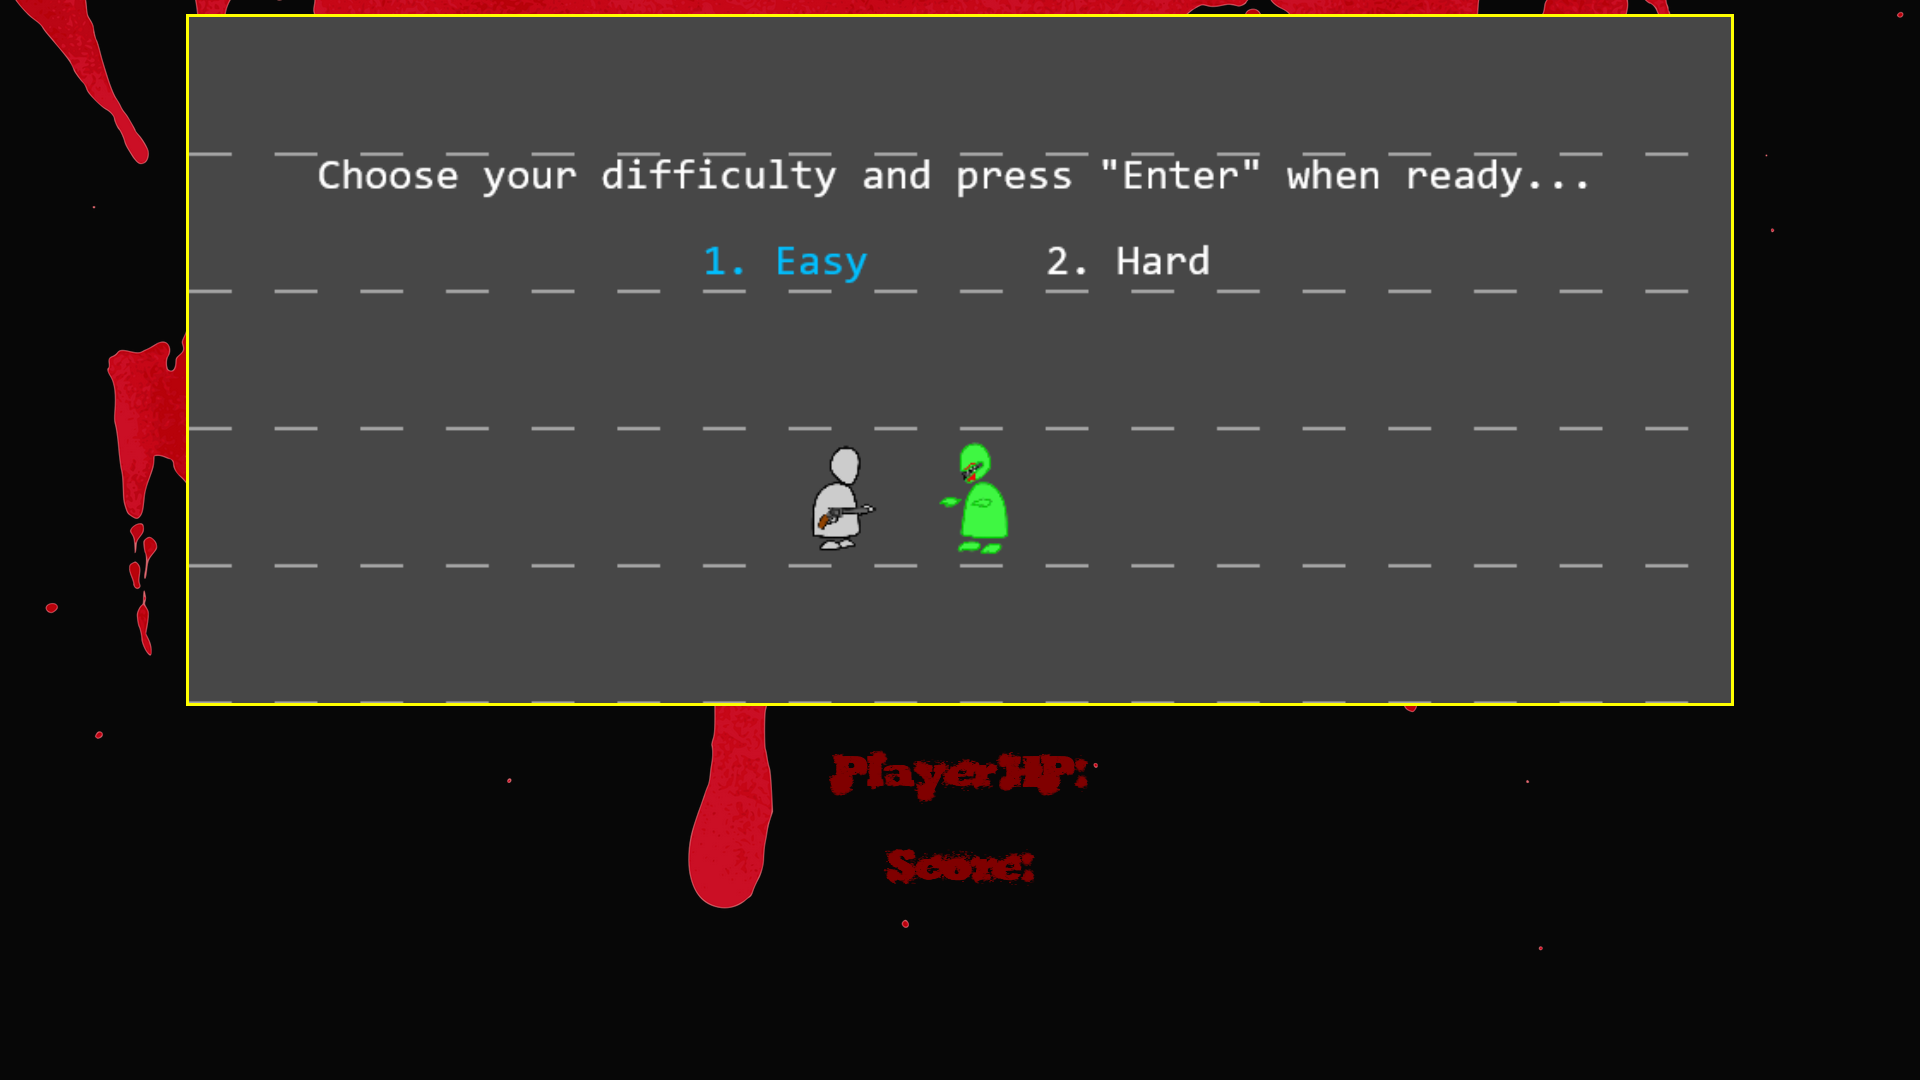 Choose your difficulty and press "Enter" when ready...
1. Easy 2. Hard
PlayerHP:
Score: